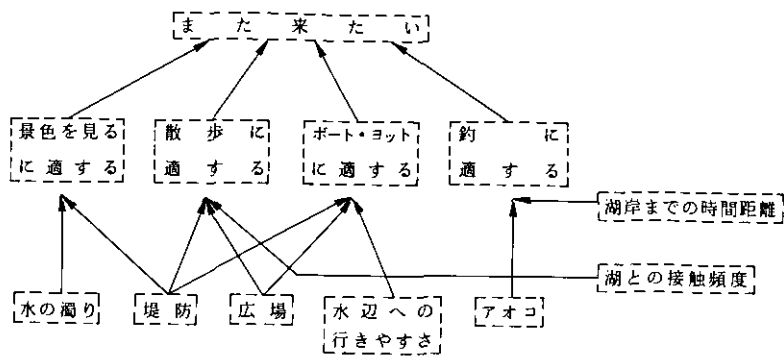 また来たい
景色を見る
に適する
散歩に
適する
ボート・ヨット
に適する
釣に
適する
湖岸までの時間距離
湖との接触頻度
水の濁り
堤防
広場
水辺への
行きやすさ
アオコ